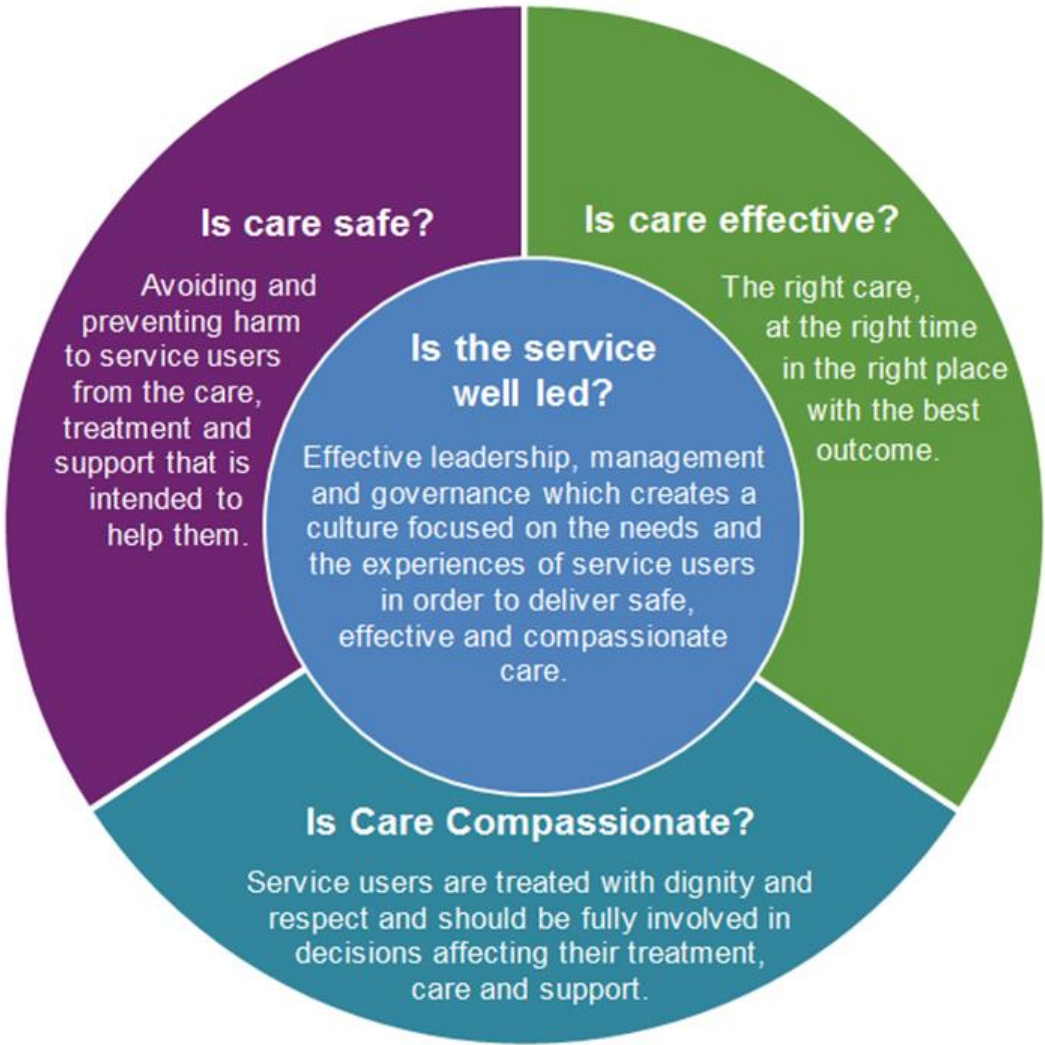 Is care safe?
Avoiding and
preventing harm
to service users
from the care,
treatment and
support that is
intended to
help them.
Is care effective?
The right care,
at the right time
in the right place
with the best
outcome.
Is the service
well led?
Effective leadership, management
and governance which creates a
culture focused on the needs and
the experiences of service users
in order to deliver safe,
effective and compassionate
care.
Is Care Compassionate?
Service users are treated with dignity and
respect and should be fully involved in
decisions affecting their treatment,
care and support.